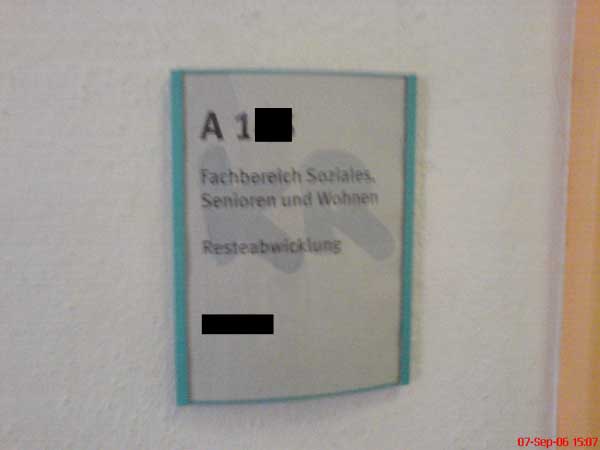 A 1
Fachbereich Soziales,
Senioren und Wohnen
Resteabwicklung
07-Sep-06 15:07